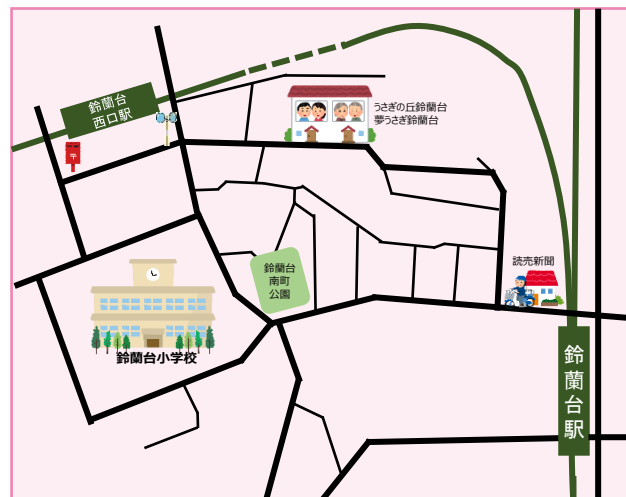 鈴蘭台
西口駅
うさぎの丘鈴蘭台
夢うさぎ鈴蘭台
読売新聞
鈴蘭台
南町
公園
鈴蘭台小学校
鈴蘭台駅